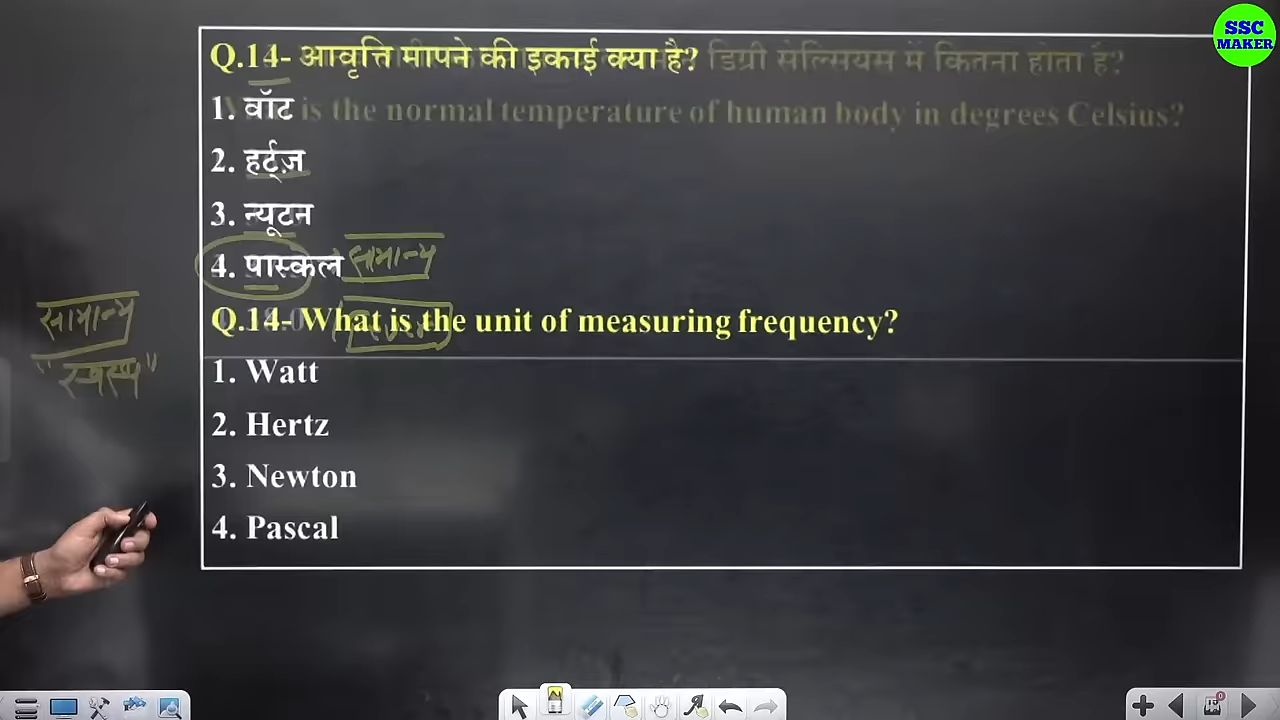 SSC
MAKER
Q.14- आवृत्ति मापने की इकाई क्या है? डिग्री सेल्सियस में कितना होता है?
1. वॉट is the normal temperature of human body in degrees Celsius?
2. हर्ट्ज़
3. न्यूटन
4. पास्कल सामान्य
Q.14- What is the unit of measuring frequency?
1. Watt
2. Hertz
3. Newton
4. Pascal
सामान्य